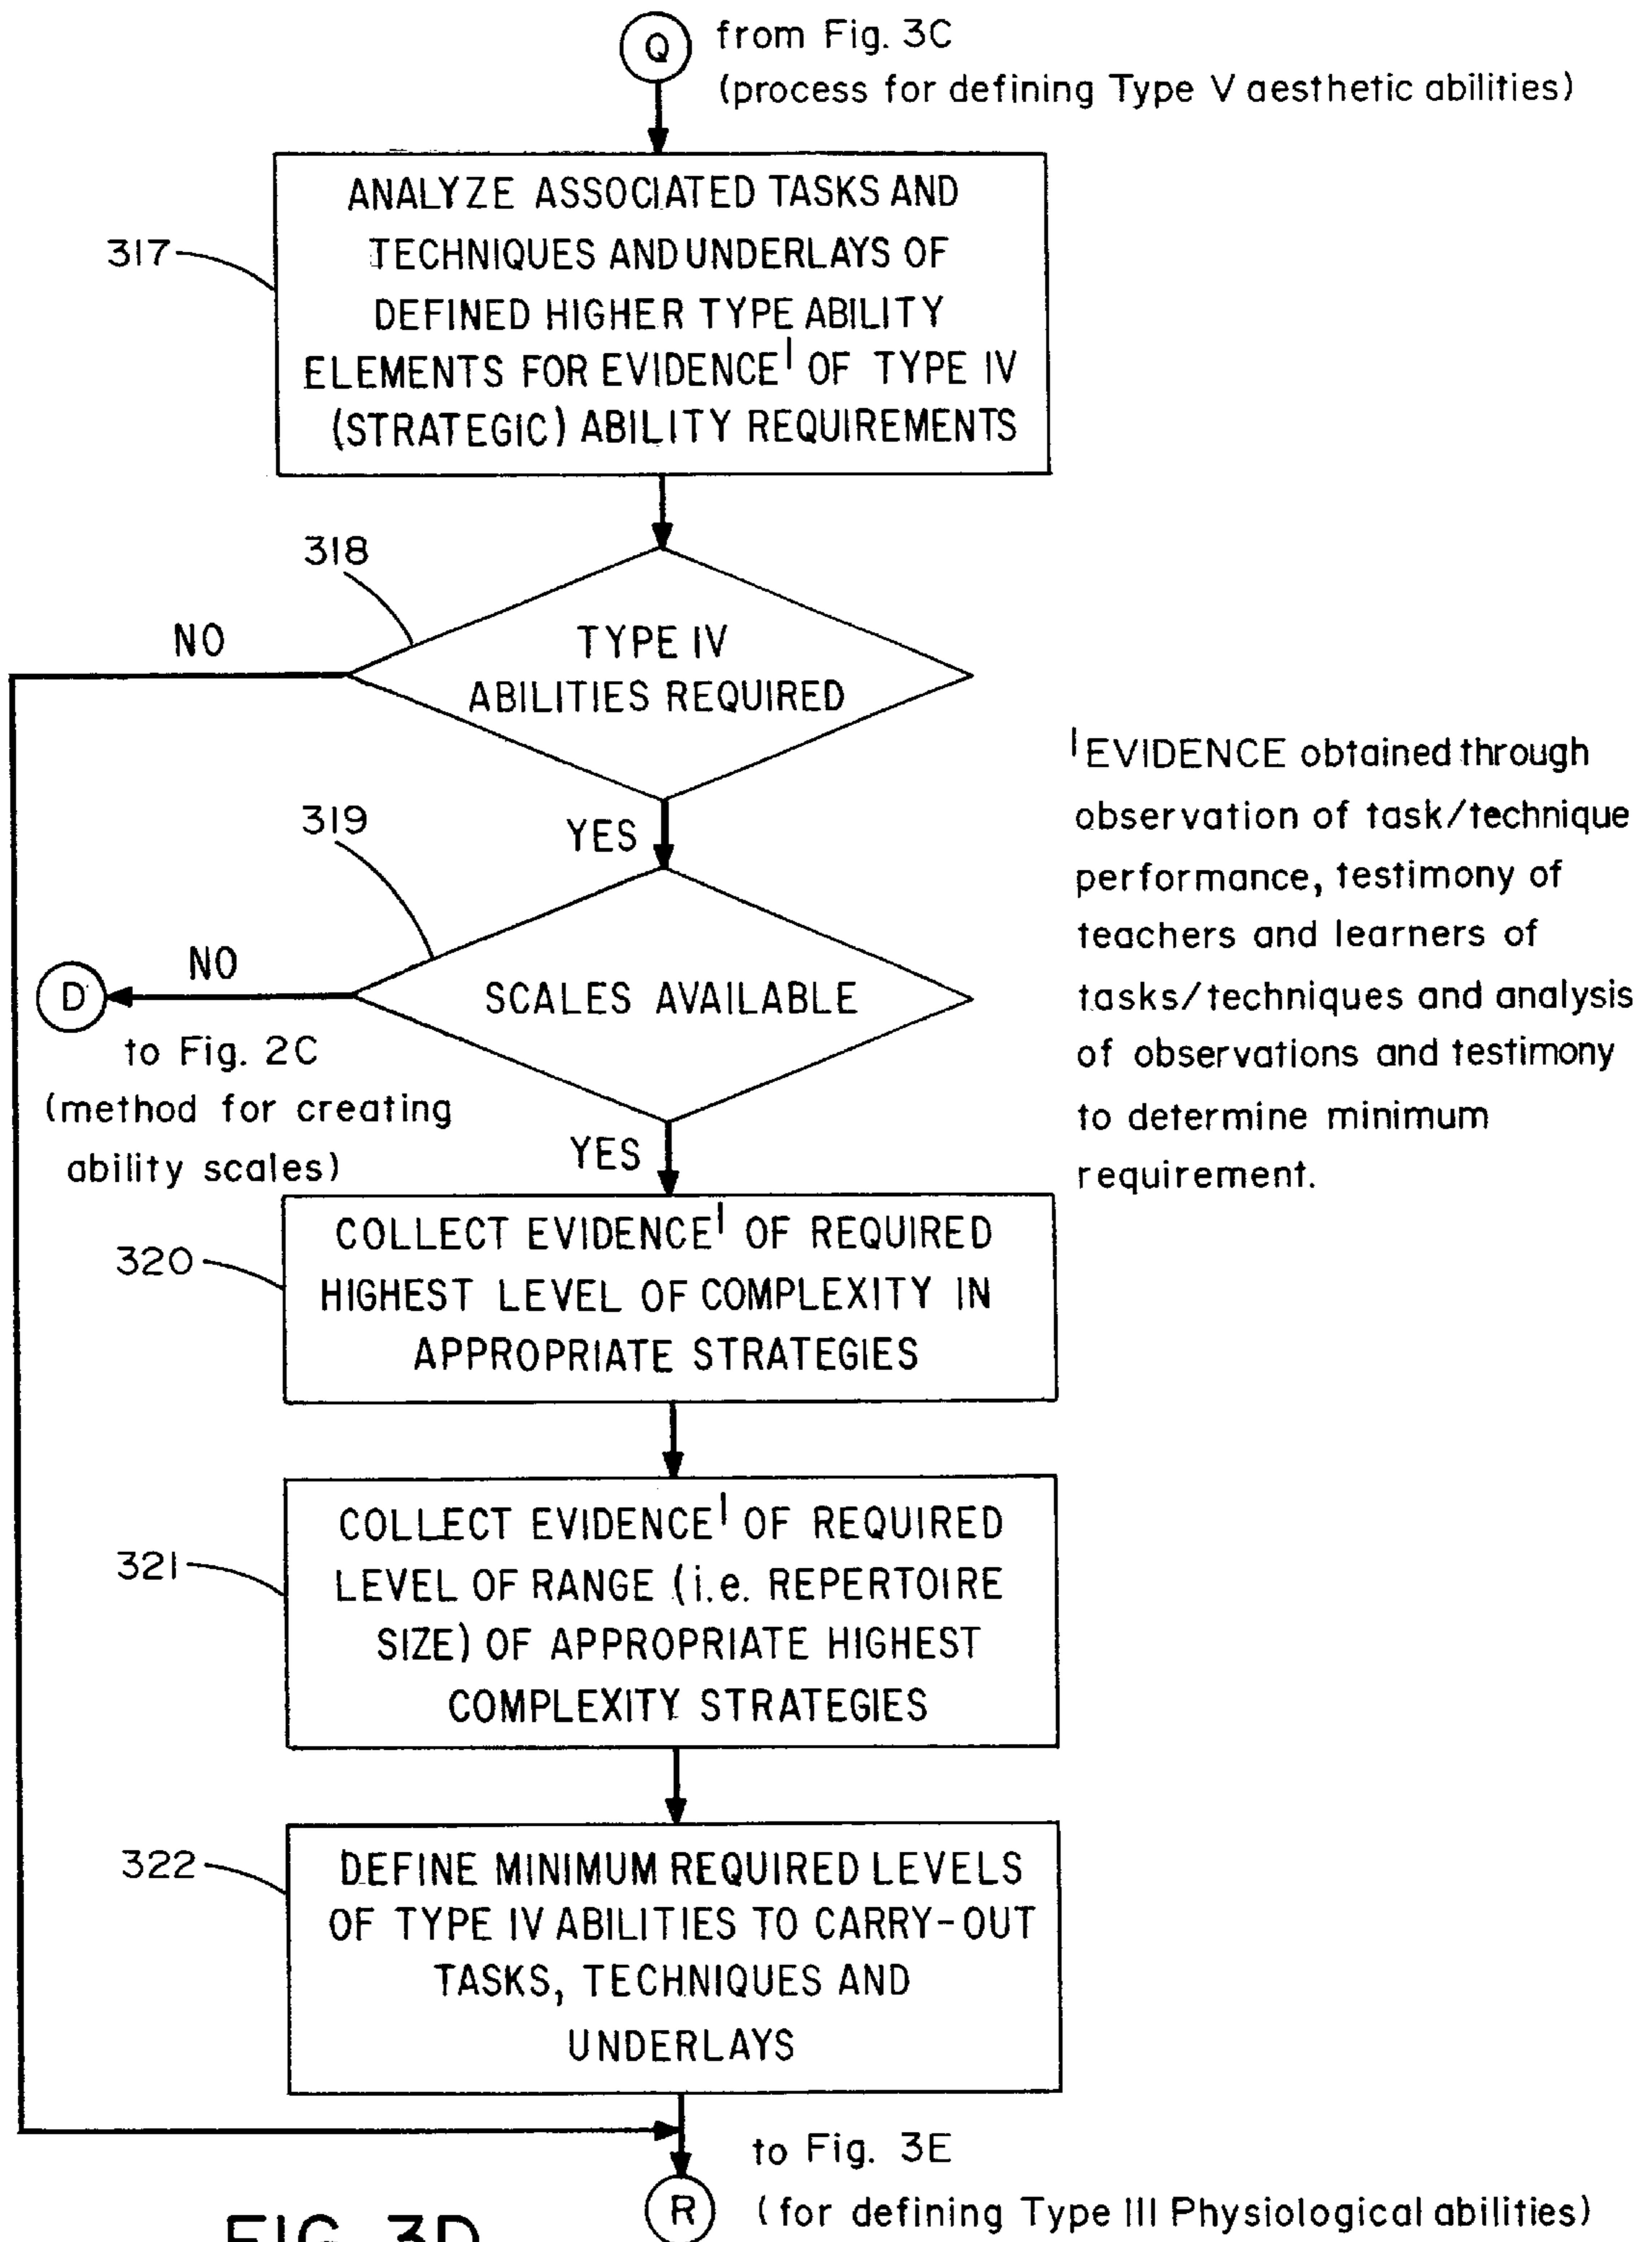 Q
from Fig. 3C
(process for defining Type V aesthetic abilities)
317
ANALYZE ASSOCIATED TASKS AND
TECHNIQUES AND UNDERLAYS OF
DEFINED HIGHER TYPE ABILITY
ELEMENTS FOR EVIDENCE¹ OF TYPE IV
(STRATEGIC) ABILITY REQUIREMENTS
318
NO
TYPE IV
ABILITIES REQUIRED
YES
319
NO
D
SCALES AVAILABLE
to Fig. 2C
(method for creating
ability scales)
YES
¹EVIDENCE obtained through
observation of task/technique
performance, testimony of
teachers and learners of
tasks/techniques and analysis
of observations and testimony
to determine minimum
requirement.
320
COLLECT EVIDENCE¹ OF REQUIRED
HIGHEST LEVEL OF COMPLEXITY IN
APPROPRIATE STRATEGIES
321
COLLECT EVIDENCE¹ OF REQUIRED
LEVEL OF RANGE (i.e. REPERTOIRE
SIZE) OF APPROPRIATE HIGHEST
COMPLEXITY STRATEGIES
322
DEFINE MINIMUM REQUIRED LEVELS
OF TYPE IV ABILITIES TO CARRY-OUT
TASKS, TECHNIQUES AND
UNDERLAYS
to Fig. 3E
R
(for defining Type III Physiological abilities)
FIG. 3D